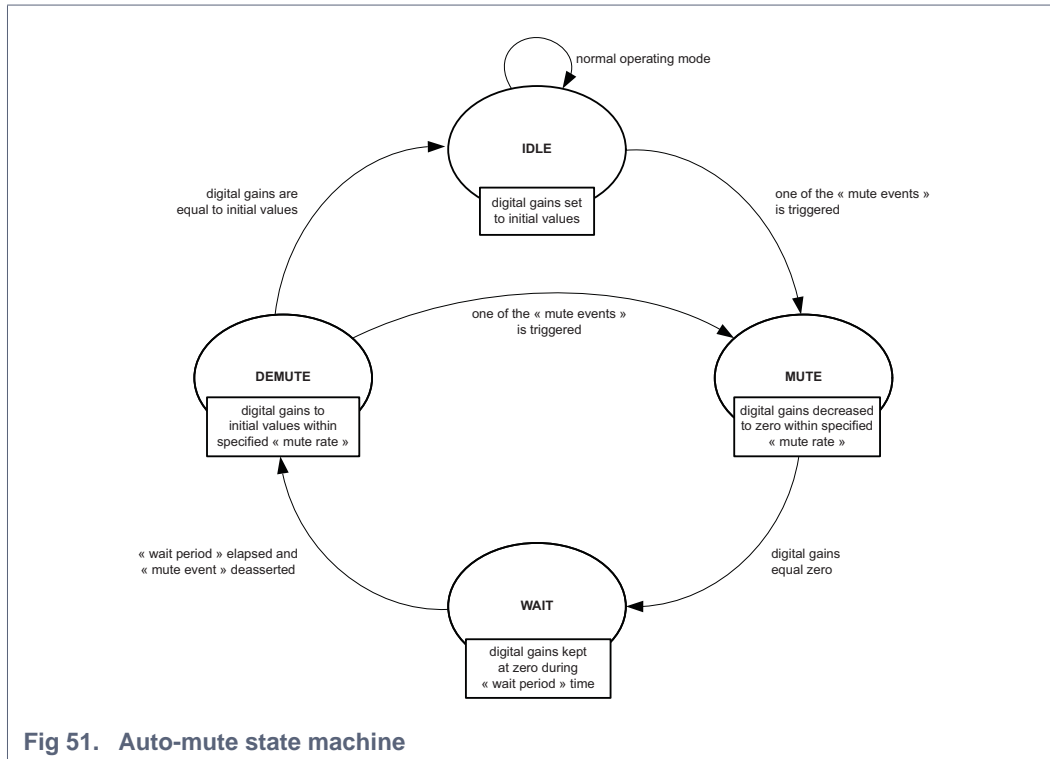 normal operating mode
IDLE
digital gains set
to initial values
digital gains are
equal to initial values
one of the « mute events »
is triggered
one of the « mute events »
is triggered
DEMUTE
digital gains to
initial values within
specified « mute rate »
MUTE
digital gains decreased
to zero within specified
« mute rate »
« wait period » elapsed and
« mute event » deasserted
digital gains
equal zero
WAIT
digital gains kept
at zero during
« wait period » time
Fig 51. Auto-mute state machine